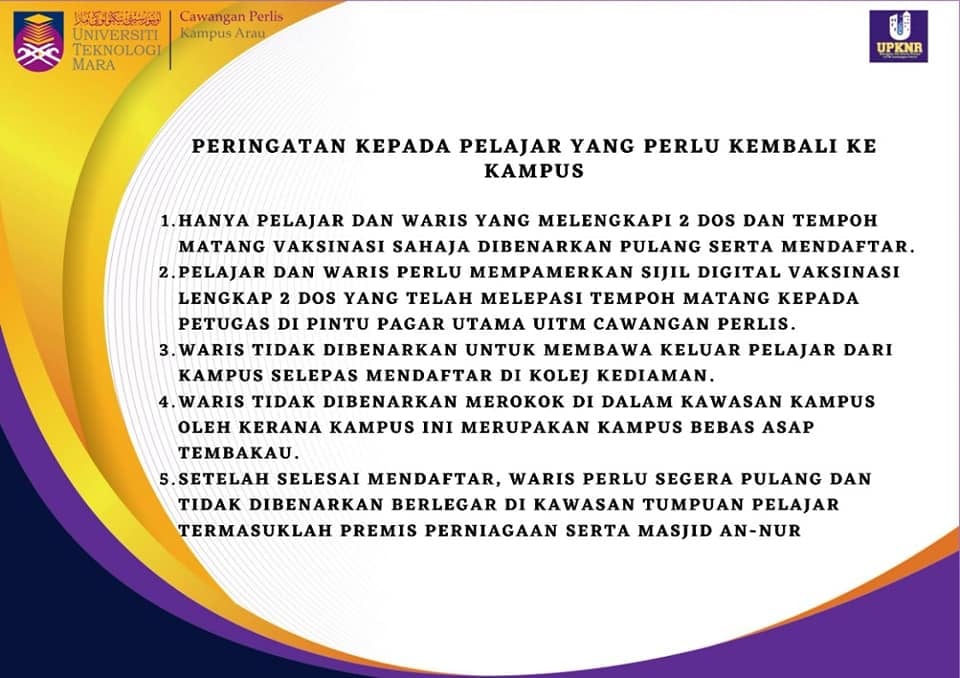 UNIVERSITI
TEKNOLOGI
MARA
Cawangan Perlis
Kampus Arau
UPKNR
PERINGATAN KEPADA PELAJAR YANG PERLU KEMBALI KE
KAMPUS
1. HANYA PELAJAR DAN WARIS YANG MELENGKAPI 2 DOS DAN TEMPOH
MATANG VAKSINASI SAHAJA DIBENARKAN PULANG SERTA MENDAFTAR.
2. PELAJAR DAN WARIS PERLU MEMPAMERKAN SIJIL DIGITAL VAKSINASI
LENGKAP 2 DOS YANG TELAH MELEPASI TEMPOH MATANG KEPADA
PETUGAS DI PINTU PAGAR UTAMA UITM CAWANGAN PERLIS.
3. WARIS TIDAK DIBENARKAN UNTUK MEMBAWA KELUAR PELAJAR DARI
KAMPUS SELEPAS MENDAFTAR DI KOLEJ KEDIAMAN.
4. WARIS TIDAK DIBENARKAN MEROKOK DI DALAM KAWASAN KAMPUS
OLEH KERANA KAMPUS INI MERUPAKAN KAMPUS BEBAS ASAP
TEMBAKAU.
5. SETELAH SELESAI MENDAFTAR, WARIS PERLU SEGERA PULANG DAN
TIDAK DIBENARKAN BERLEGAR DI KAWASAN TUMPUAN PELAJAR
TERMASUKLAH PREMIS PERNIAGAAN SERTA MASJID AN-NUR